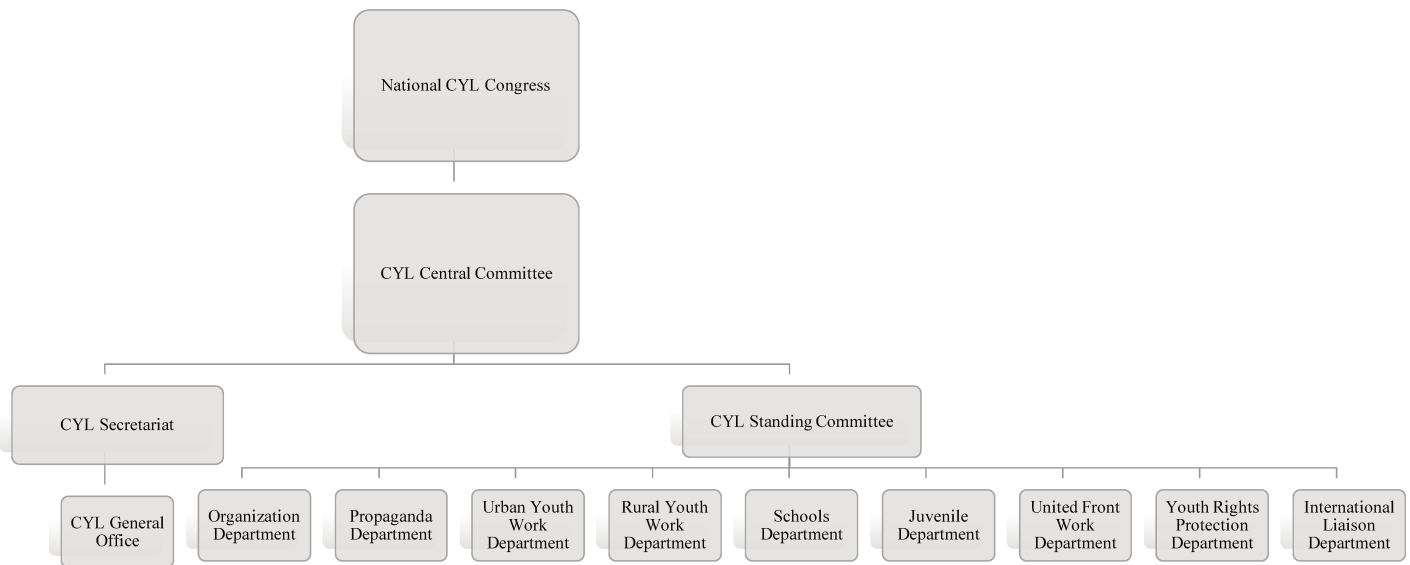 National CYL Congress
CYL Central Committee
CYL Secretariat
CYL Standing Committee
CYL General
Office
Organization
Department
Propaganda
Department
Urban Youth
Work
Department
Rural Youth
Work
Department
Schools
Department
Juvenile
Department
United Front
Work
Department
Youth Rights
Protection
Department
International
Liaison
Department